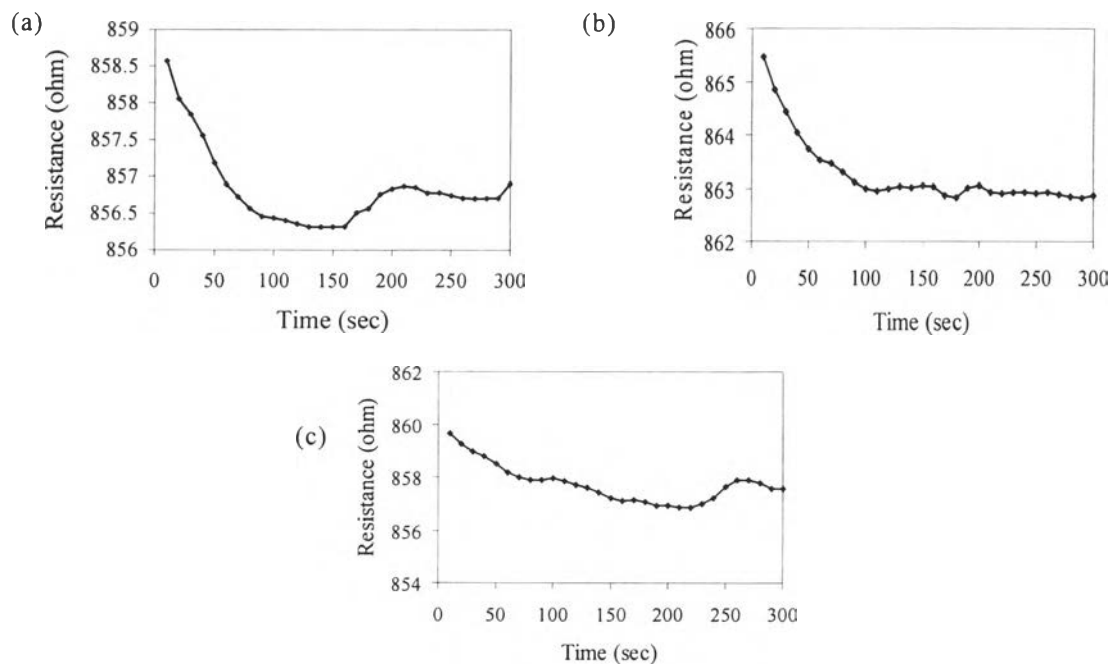 (a)
Resistance (ohm)
859
858.5
858
857.5
857
856.5
856
0 50 100 150 200 250 300
Time (sec)
(b)
Resistance (ohm)
866
865
864
863
862
0 50 100 150 200 250 300
Time (sec)
(c)
Resistance (ohm)
862
860
858
856
854
0 50 100 150 200 250 300
Time (sec)